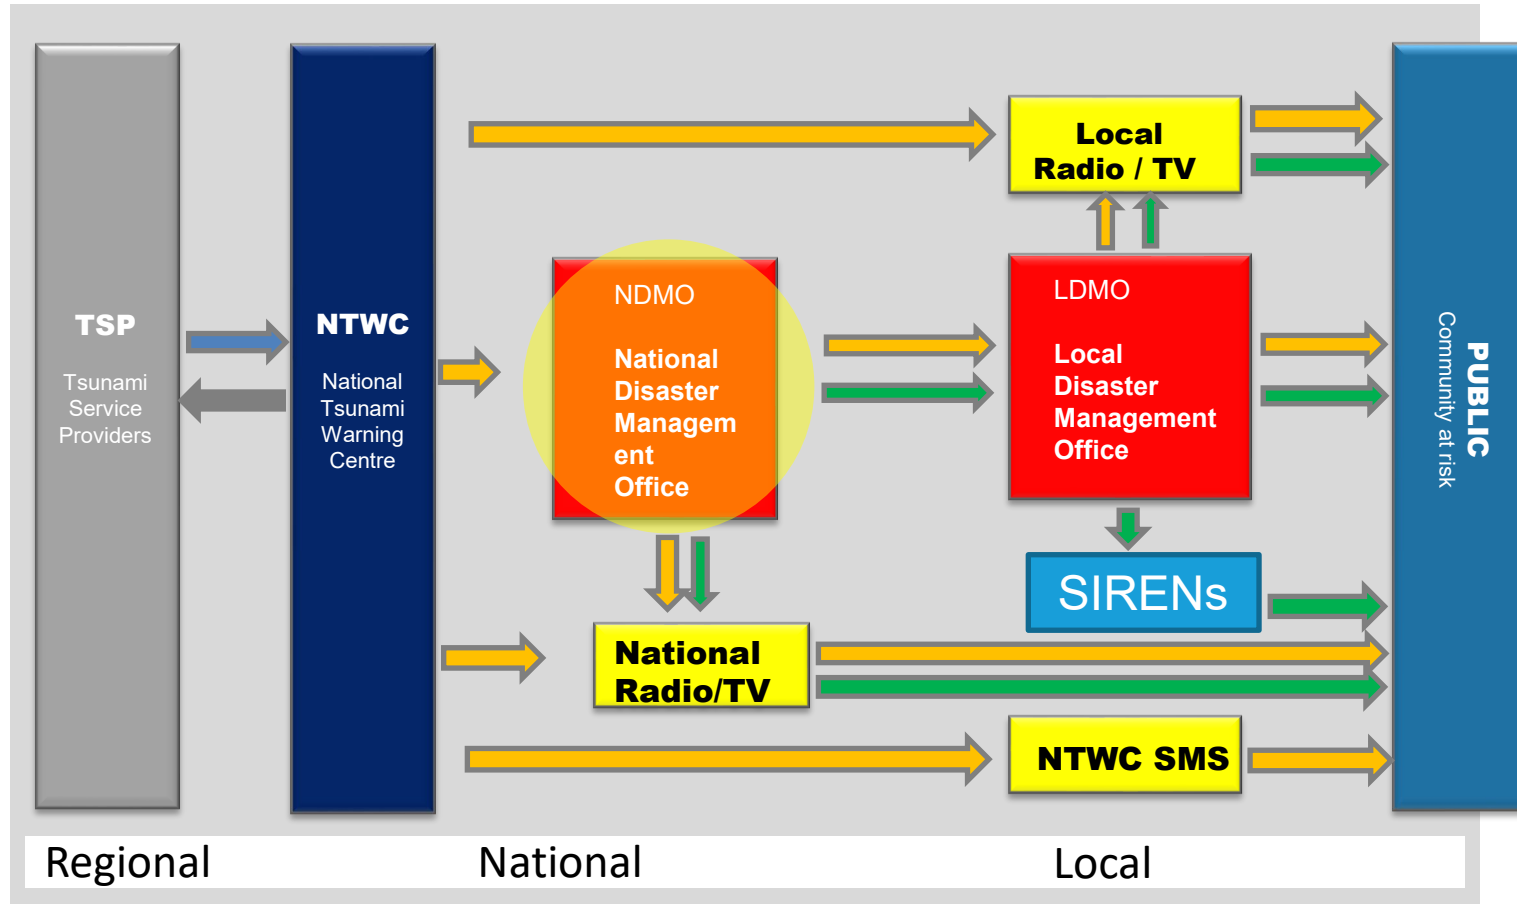 TSP
Tsunami
Service
Providers
NTWC
National
Tsunami
Warning
Centre
NDMO
National
Disaster
Managem
ent
Office
National
Radio/TV
Local
Radio / TV
LDMO
Local
Disaster
Management
Office
SIRENs
NTWC SMS
PUBLIC
Community at risk
Regional
National
Local